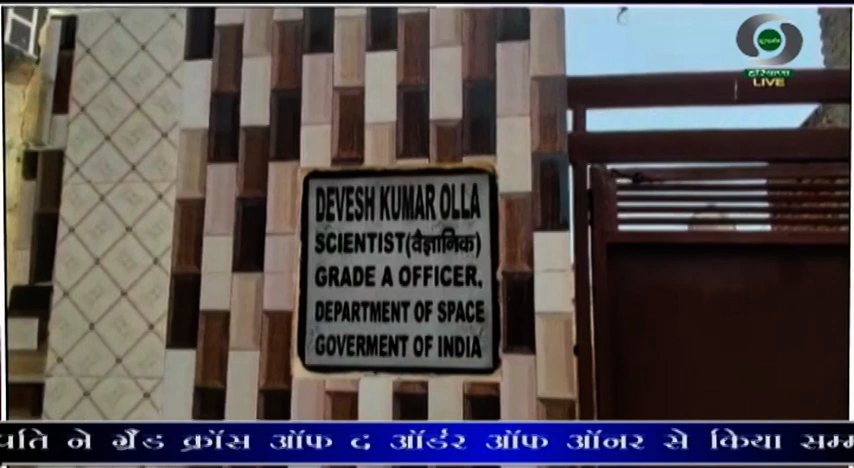 हरियाणा
LIVE
DEVESH KUMAR OLLA
SCIENTIST(वैज्ञानिक)
GRADE A OFFICER.
DEPARTMENT OF SPACE
GOVERMENT OF INDIA
पति ने ग्रैंड क्रॉस ऑफ द ऑर्डर ऑफ ऑनर से किया सम्म